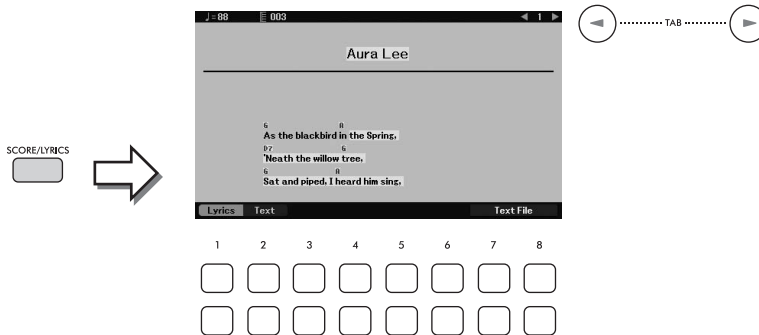 ♩=88 003 ◀ 1 ▶
◀ TAB ▶
Aura Lee
G A
As the blackbird in the Spring,
D7 G
'Neath the willow tree,
G A
Sat and piped, I heard him sing,
SCORE/LYRICS
Lyrics Text Text File
1 2 3 4 5 6 7 8